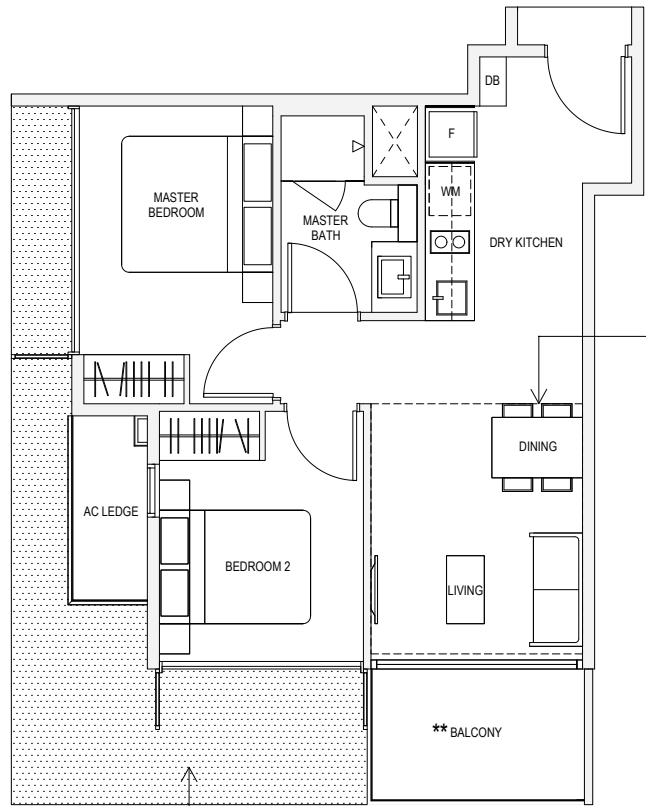 DB
F
WM
MASTER
BEDROOM
MASTER
BATH
DRY KITCHEN
DINING
AC LEDGE
BEDROOM 2
LIVING
** BALCONY